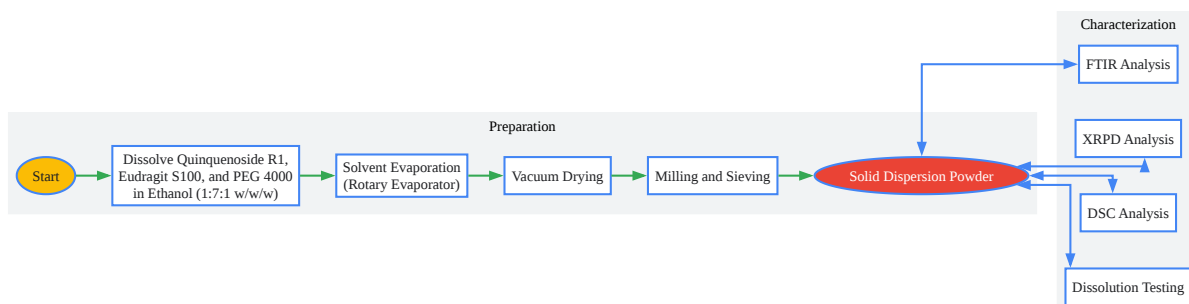 Characterization
FTIR Analysis
Preparation
XRPD Analysis
Start
Dissolve Quinquenoside R1,
Eudragit S100, and PEG 4000
in Ethanol (1:7:1 w/w/w)
Solvent Evaporation
(Rotary Evaporator)
Vacuum Drying
Milling and Sieving
Solid Dispersion Powder
DSC Analysis
Dissolution Testing